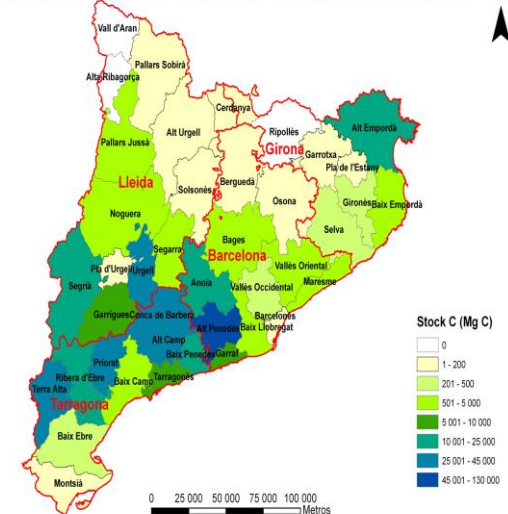 Vall d'Aran
Pallars Sobirà
Alta Ribagorça
Cerdanya
Ripollès
Alt Empordà
Alt Urgell
Girona
Garrotxa
Pla de l'Estany
Pallars Jussà
Berguedà
Lleida
Solsonès
Osona
Gironès
Baix Empordà
Noguera
Selva
Bages
Segarra
Barcelona
Vallès Oriental
Pla d'Urgell
Urgell
Maresme
Segrià
Anoia
Vallès Occidental
Garrigues
Conca de Barberà
Barcelonès
Alt Penedès
Baix Llobregat
Alt Camp
Priorat
Baix Penedès
Garraf
Ribera d'Ebre
Terra Alta
Baix Camp
Tarragonès
Tarragona
Baix Ebre
Montsià
Stock C (Mg C)
0
1 - 200
201 - 500
501 - 5 000
5 001 - 10 000
10 001 - 25 000
25 001 - 45 000
45 001 - 130 000
0 25 000 50 000 75 000 100 000
Metros